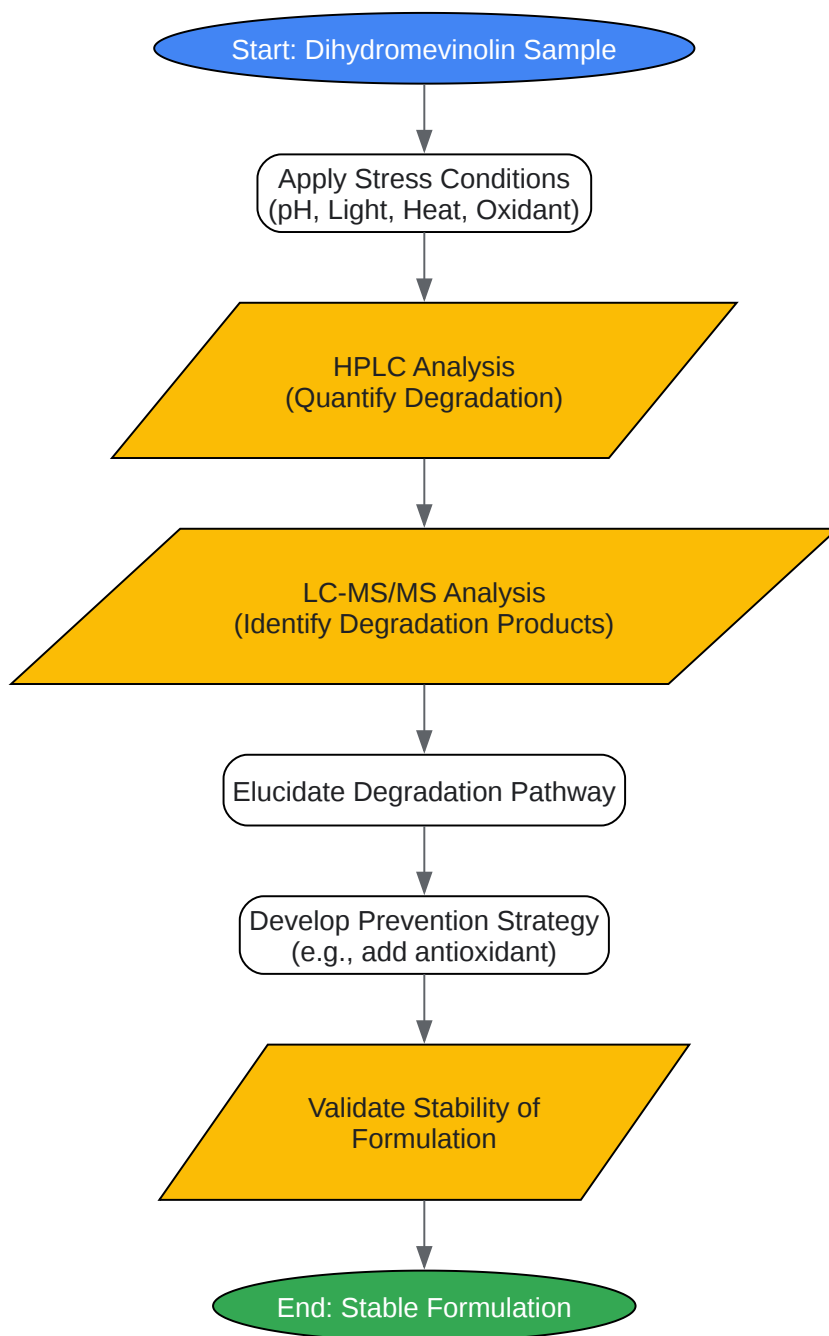 Start: Dihydromevinolin Sample
Apply Stress Conditions
(pH, Light, Heat, Oxidant)
HPLC Analysis
(Quantify Degradation)
LC-MS/MS Analysis
(Identify Degradation Products)
Elucidate Degradation Pathway
Develop Prevention Strategy
(e.g., add antioxidant)
Validate Stability of
Formulation
End: Stable Formulation